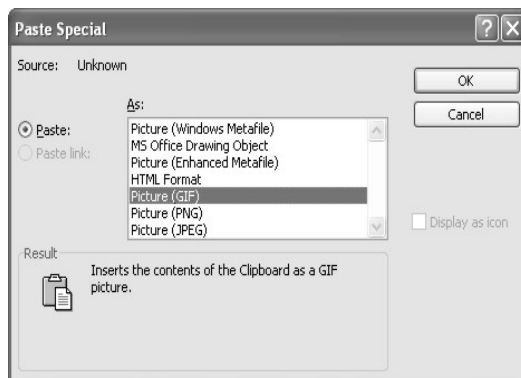 Paste Special
Source: Unknown
OK
Cancel
As:
Paste:
Paste link:
Picture (Windows Metafile)
MS Office Drawing Object
Picture (Enhanced Metafile)
HTML Format
Picture (GIF)
Picture (PNG)
Picture (JPEG)
Display as icon
Result
Inserts the contents of the Clipboard as a GIF
picture.